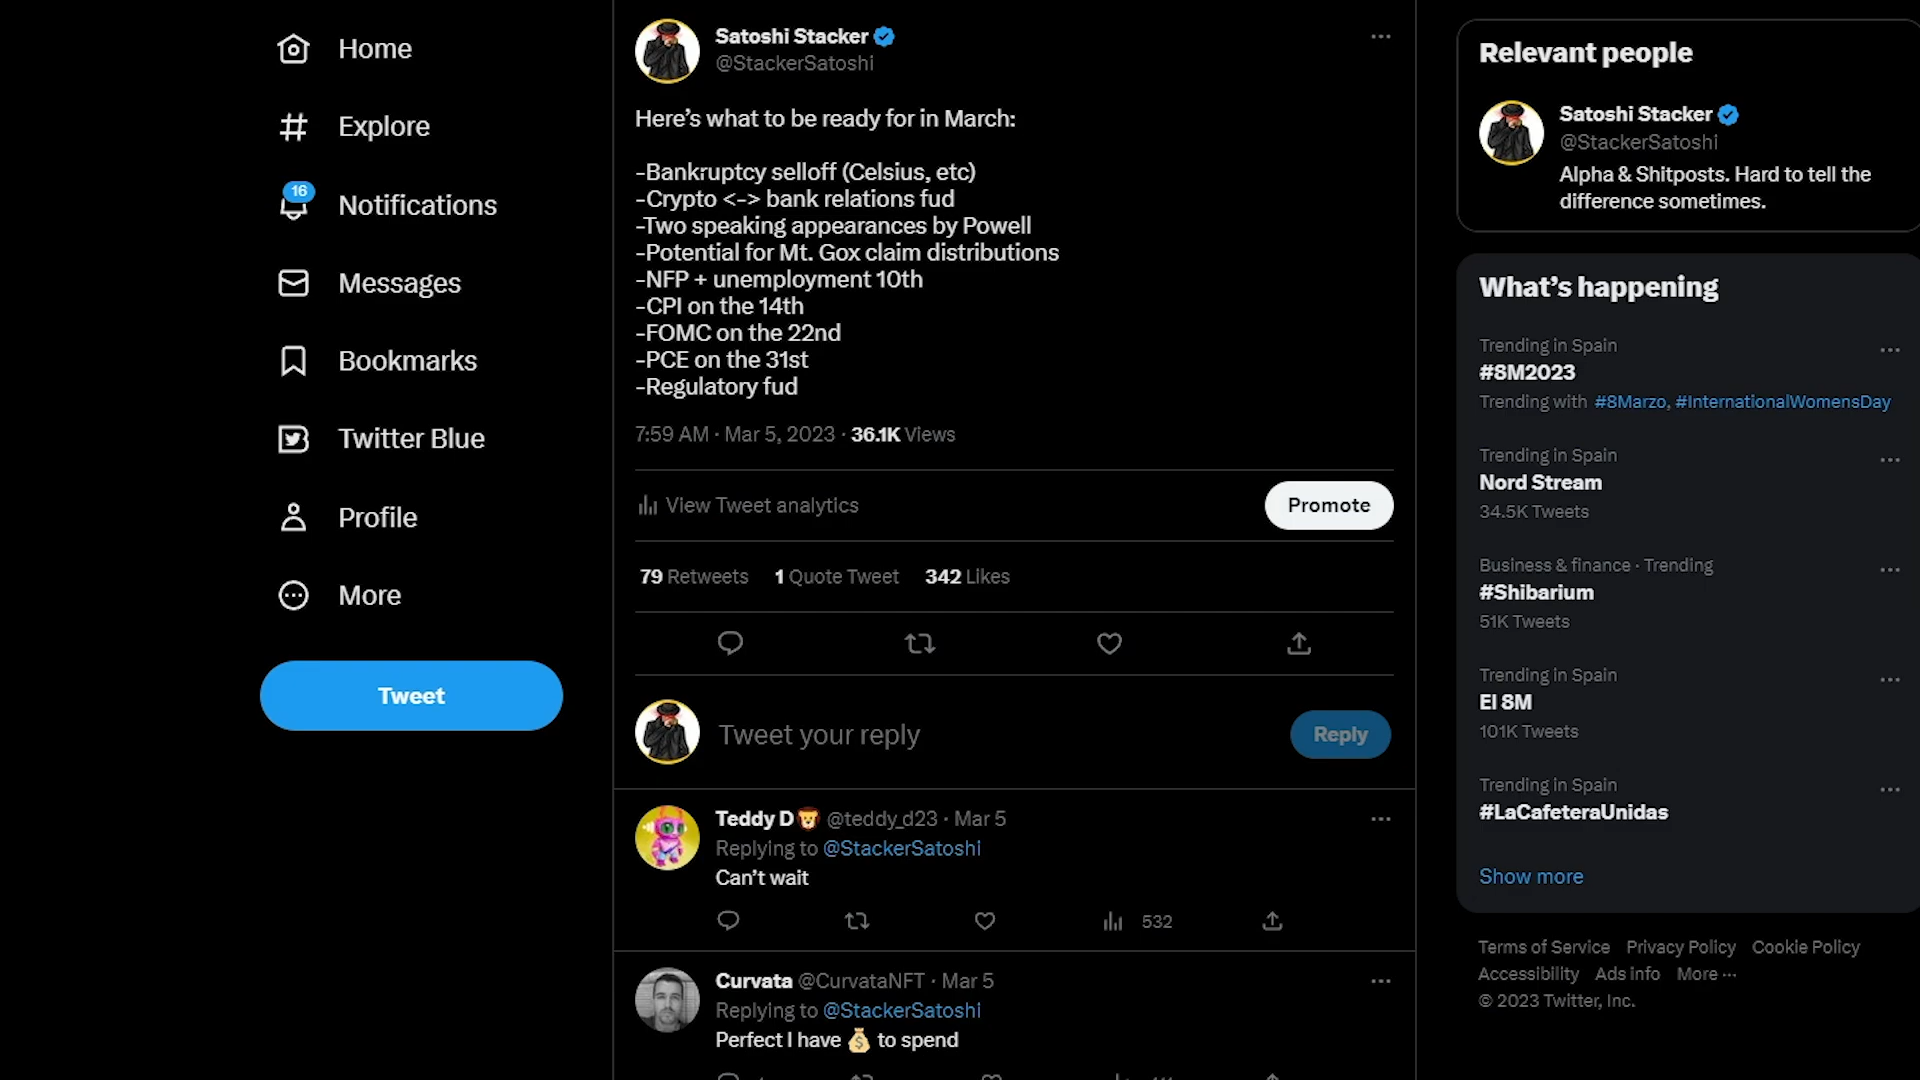 Home
Explore
16
Notifications
Messages
Bookmarks
Twitter Blue
Profile
More
Tweet
Satoshi Stacker
@StackerSatoshi
Here's what to be ready for in March:
-Bankruptcy selloff (Celsius, etc)
-Crypto <-> bank relations fud
-Two speaking appearances by Powell
-Potential for Mt. Gox claim distributions
-NFP + unemployment 10th
-CPI on the 14th
-FOMC on the 22nd
-PCE on the 31st
-Regulatory fud
7:59 AM · Mar 5, 2023 · 36.1K Views
View Tweet analytics
Promote
79 Retweets 1 Quote Tweet 342 Likes
Tweet your reply
Reply
Teddy D🦁 @teddy_d23 · Mar 5
Replying to @StackerSatoshi
Can't wait
532
Curvata @CurvataNFT · Mar 5
Replying to @StackerSatoshi
Perfect I have 💰 to spend
Relevant people
Satoshi Stacker
@StackerSatoshi
Alpha & Shitposts. Hard to tell the
difference sometimes.
What's happening
Trending in Spain
#8M2023
Trending with #8Marzo, #InternationalWomensDay
Trending in Spain
Nord Stream
34.5K Tweets
Business & finance · Trending
#Shibarium
51K Tweets
Trending in Spain
El 8M
101K Tweets
Trending in Spain
#LaCafeteraUnidas
Show more
Terms of Service Privacy Policy Cookie Policy
Accessibility Ads info More ···
© 2023 Twitter, Inc.